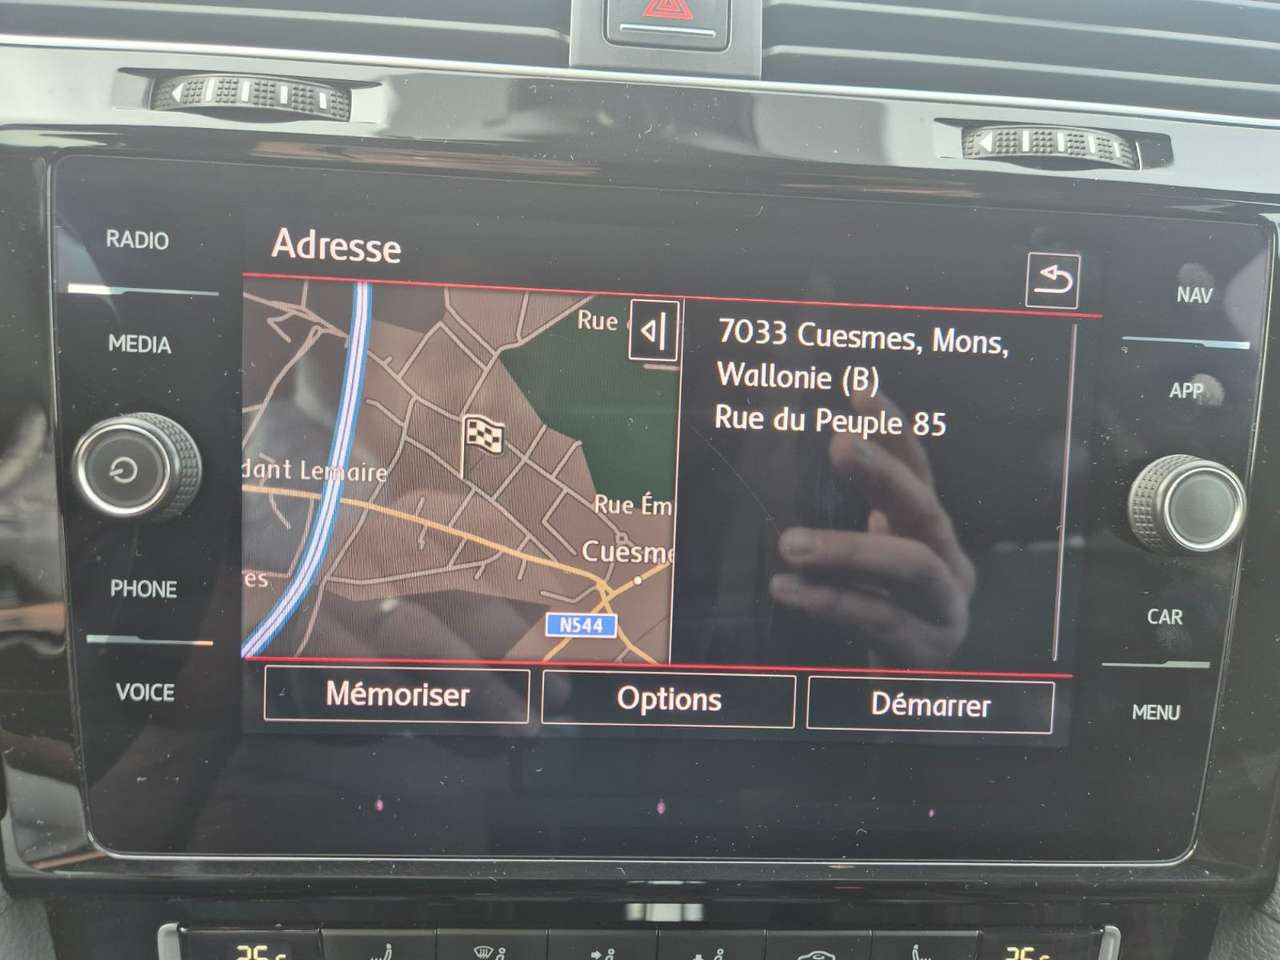 RADIO
MEDIA
PHONE
VOICE
Adresse
Rue
dant Lemaire
Rue Ém
Cuesme
es
N544
7033 Cuesmes, Mons,
Wallonie (B)
Rue du Peuple 85
Mémoriser
Options
Démarrer
NAV
APP
CAR
MENU